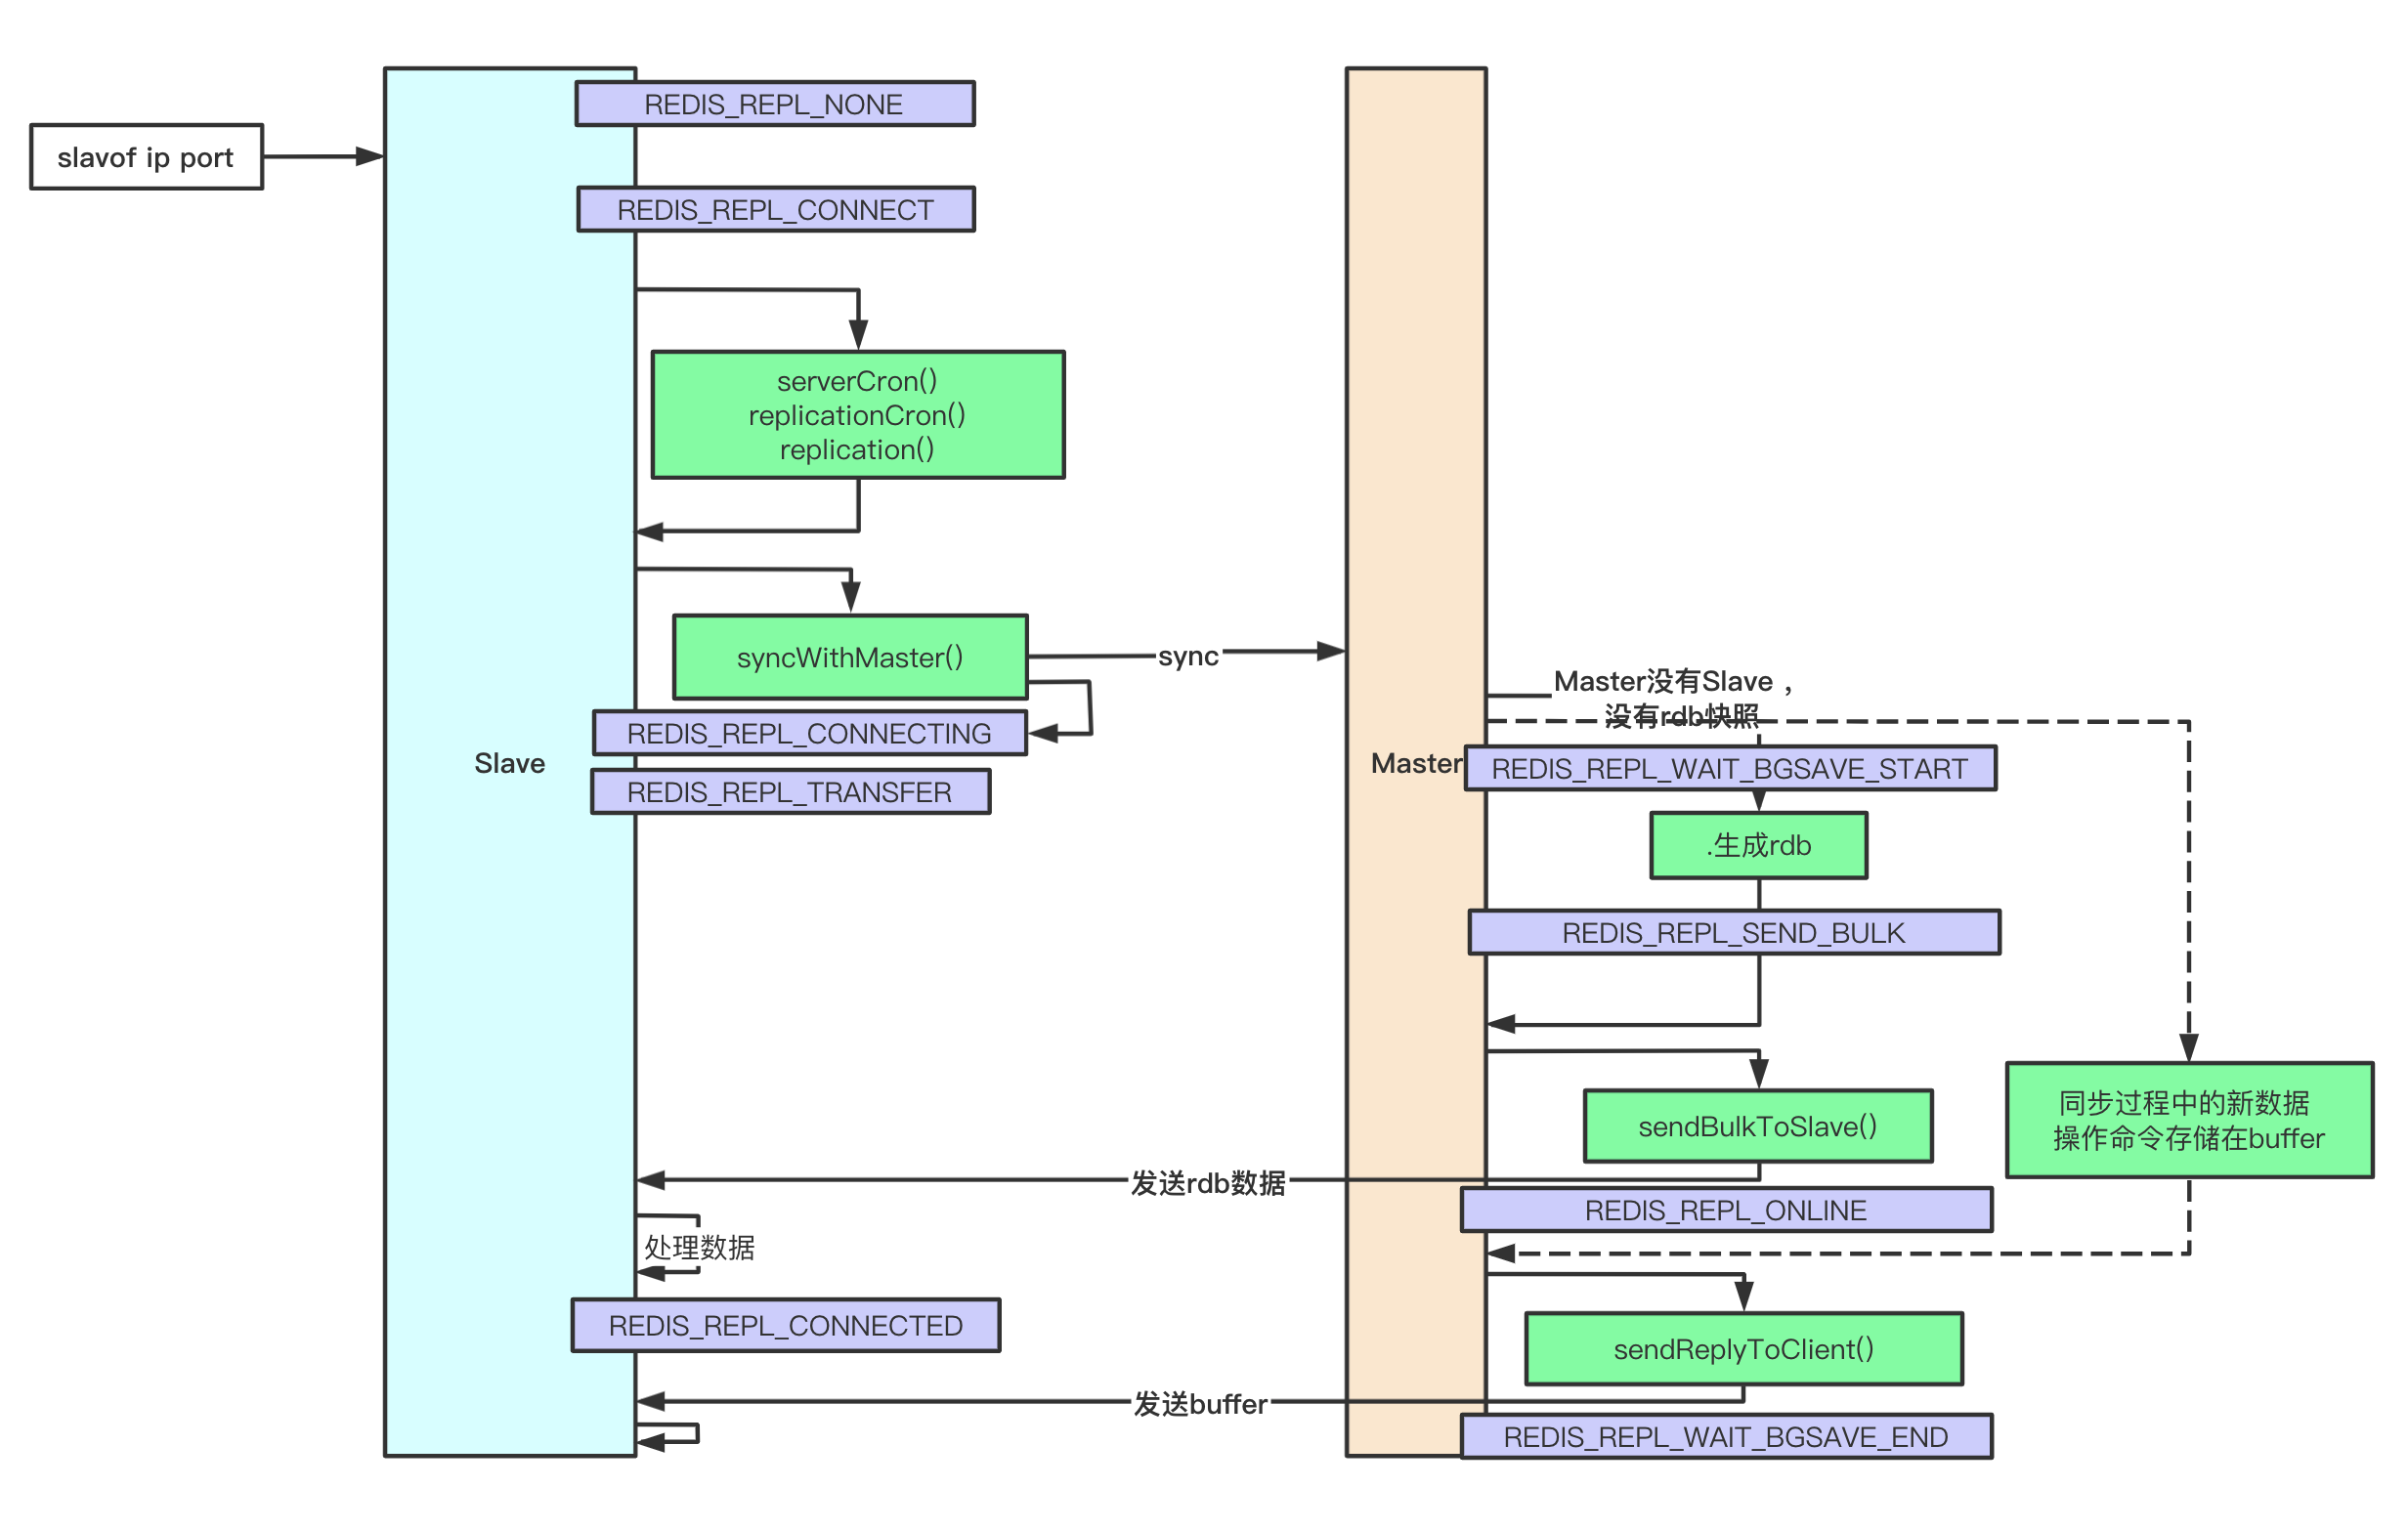 REDIS_REPL_NONE
slavof ip port
REDIS_REPL_CONNECT
serverCron()
replicationCron()
replication()
syncWithMaster()
sync
REDIS_REPL_CONNECTING
Slave
REDIS_REPL_TRANSFER
Master没有Slave，
没有rdb快照
Master
REDIS_REPL_WAIT_BGSAVE_START
.生成rdb
REDIS_REPL_SEND_BULK
sendBulkToSlave()
同步过程中的新数据
操作命令存储在buffer
发送rdb数据
REDIS_REPL_ONLINE
处理数据
REDIS_REPL_CONNECTED
sendReplyToClient()
发送buffer
REDIS_REPL_WAIT_BGSAVE_END